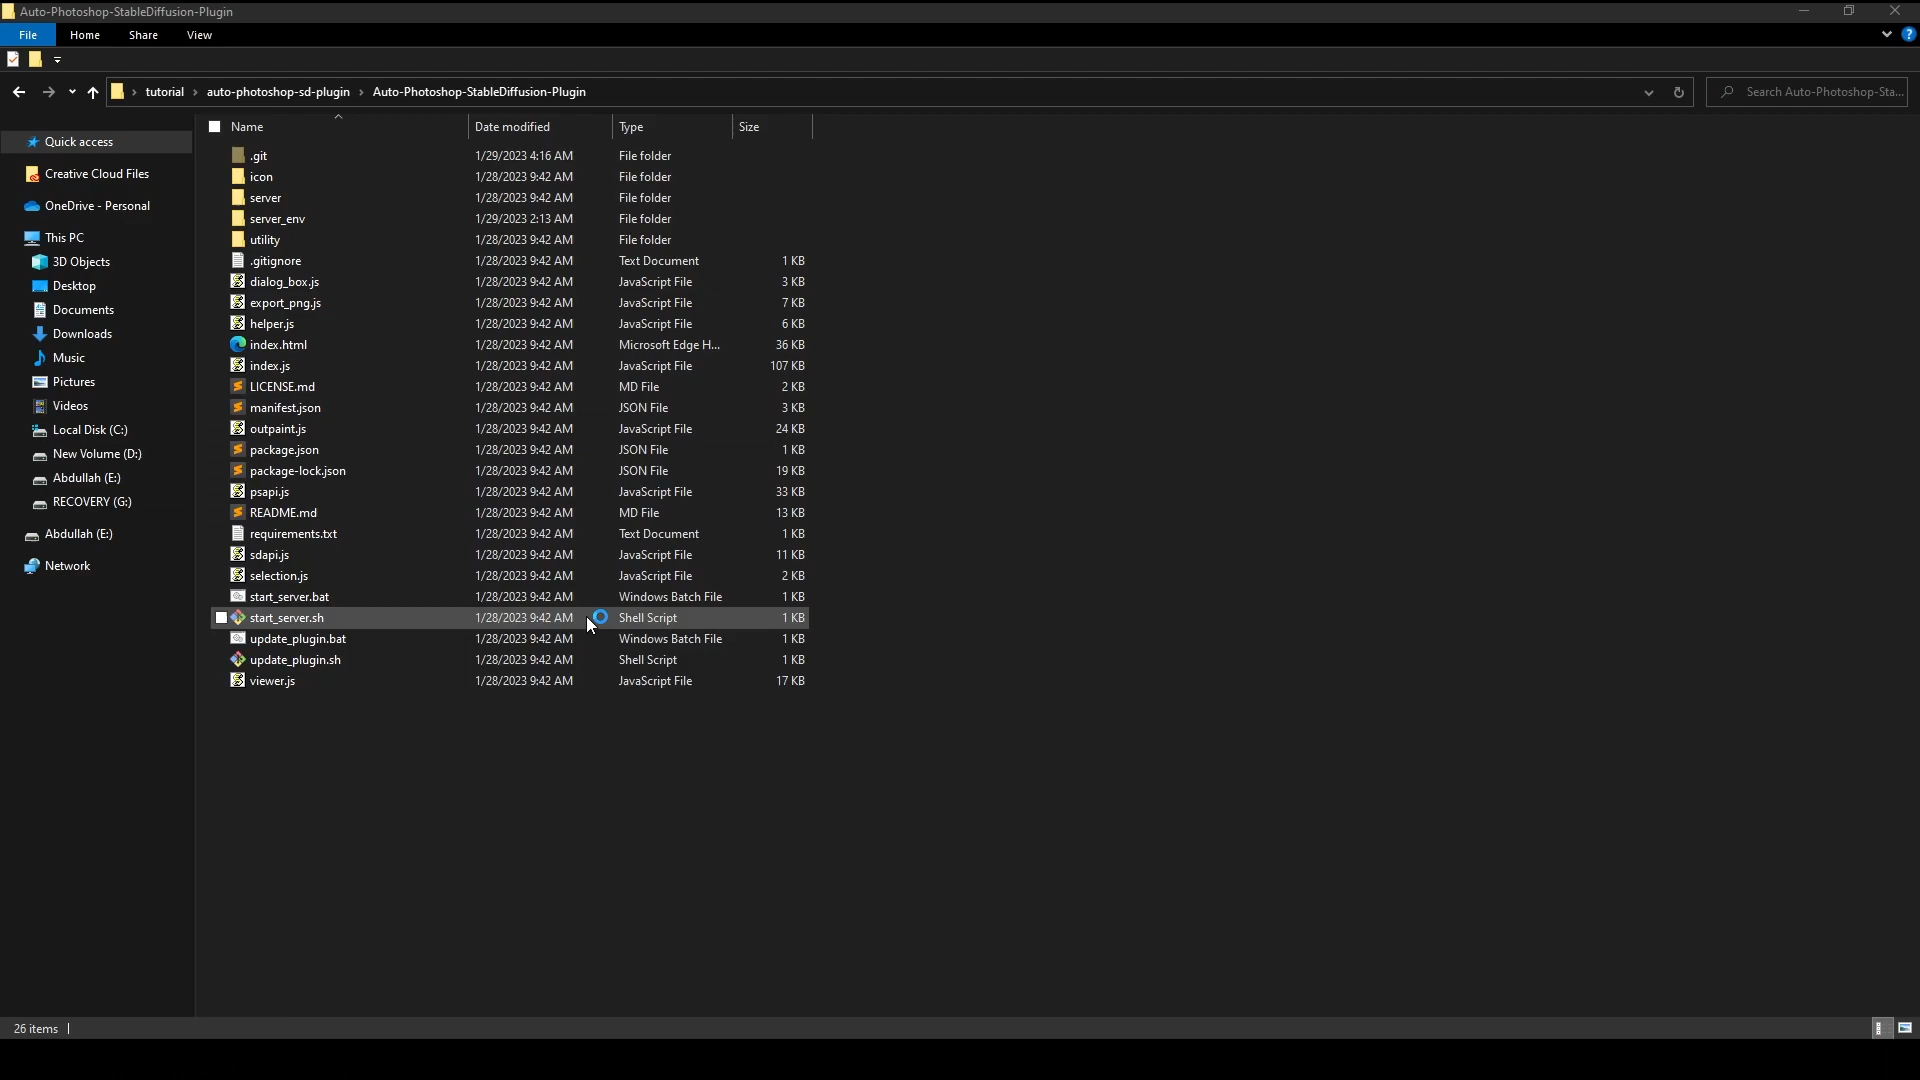 Auto-Photoshop-StableDiffusion-Plugin
File Home Share View
tutorial auto-photoshop-sd-plugin Auto-Photoshop-StableDiffusion-Plugin Search Auto-Photoshop-Sta...
Name Date modified Type Size
Quick access
Creative Cloud Files
OneDrive - Personal
This PC
3D Objects
Desktop
Documents
Downloads
Music
Pictures
Videos
Local Disk (C:)
New Volume (D:)
Abdullah (E:)
RECOVERY (G:)
Abdullah (E:)
Network
.git 1/29/2023 4:16 AM File folder
icon 1/28/2023 9:42 AM File folder
server 1/28/2023 9:42 AM File folder
server_env 1/29/2023 2:13 AM File folder
utility 1/28/2023 9:42 AM File folder
.gitignore 1/28/2023 9:42 AM Text Document 1 KB
dialog_box.js 1/28/2023 9:42 AM JavaScript File 3 KB
export_png.js 1/28/2023 9:42 AM JavaScript File 7 KB
helper.js 1/28/2023 9:42 AM JavaScript File 6 KB
index.html 1/28/2023 9:42 AM Microsoft Edge H... 36 KB
index.js 1/28/2023 9:42 AM JavaScript File 107 KB
LICENSE.md 1/28/2023 9:42 AM MD File 2 KB
manifest.json 1/28/2023 9:42 AM JSON File 3 KB
outpaint.js 1/28/2023 9:42 AM JavaScript File 24 KB
package.json 1/28/2023 9:42 AM JSON File 1 KB
package-lock.json 1/28/2023 9:42 AM JSON File 19 KB
psapi.js 1/28/2023 9:42 AM JavaScript File 33 KB
README.md 1/28/2023 9:42 AM MD File 13 KB
requirements.txt 1/28/2023 9:42 AM Text Document 1 KB
sdapi.js 1/28/2023 9:42 AM JavaScript File 11 KB
selection.js 1/28/2023 9:42 AM JavaScript File 2 KB
start_server.bat 1/28/2023 9:42 AM Windows Batch File 1 KB
start_server.sh 1/28/2023 9:42 AM Shell Script 1 KB
update_plugin.bat 1/28/2023 9:42 AM Windows Batch File 1 KB
update_plugin.sh 1/28/2023 9:42 AM Shell Script 1 KB
viewer.js 1/28/2023 9:42 AM JavaScript File 17 KB
26 items